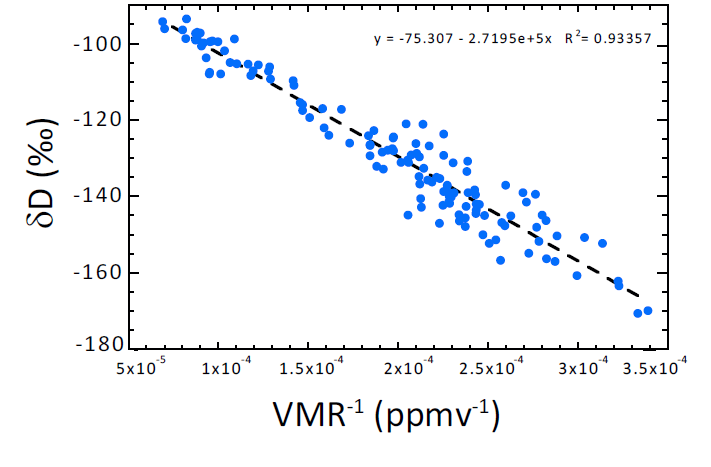 y = -75.307 - 2.7195e+5x R²= 0.93357
-100
-120
-140
-160
-180
δD (‰)
5x10⁻⁵ 1x10⁻⁴ 1.5x10⁻⁴ 2x10⁻⁴ 2.5x10⁻⁴ 3x10⁻⁴ 3.5x10⁻⁴
VMR⁻¹ (ppmv⁻¹)